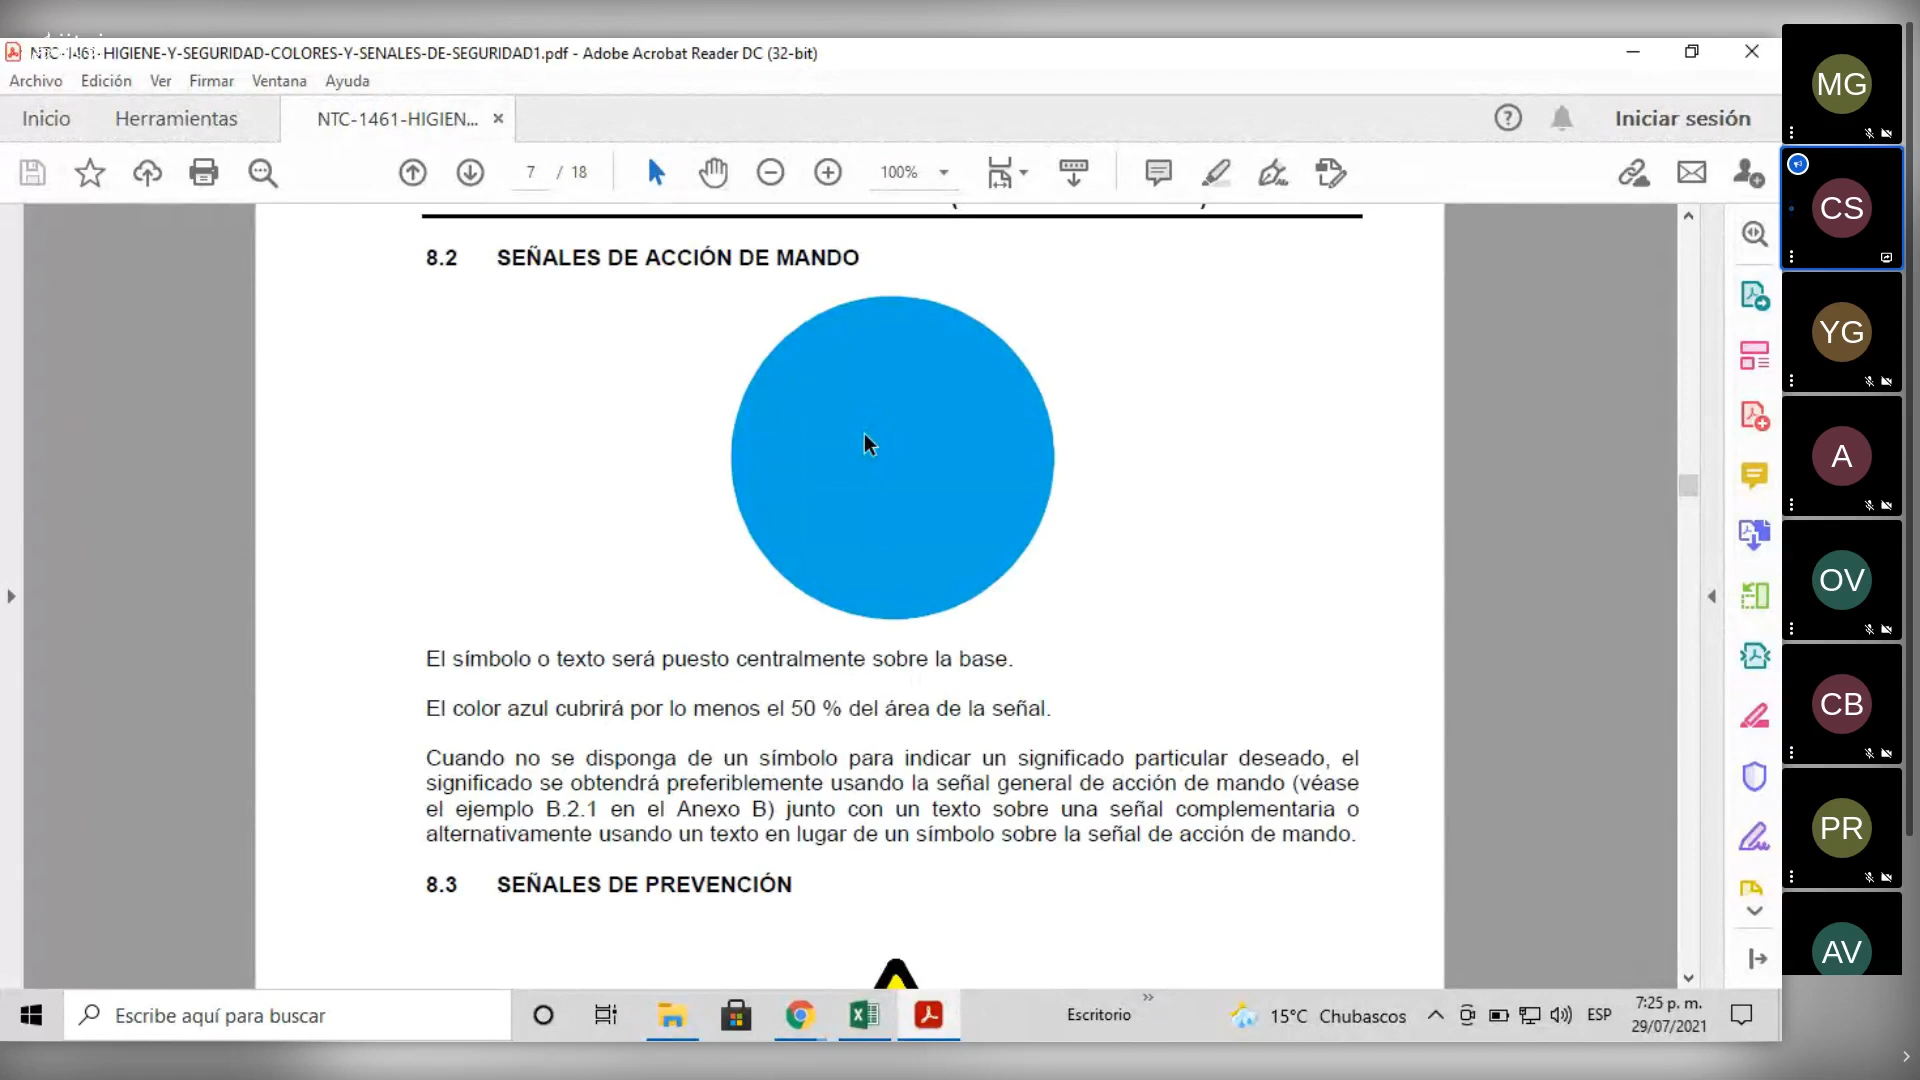 NTC-1461-HIGIENE-Y-SEGURIDAD-COLORES-Y-SENALES-DE-SEGURIDAD1.pdf - Adobe Acrobat Reader DC (32-bit)
Archivo Edición Ver Firmar Ventana Ayuda
Inicio Herramientas NTC-1461-HIGIEN... Iniciar sesión
7 / 18 100%
8.2 SEÑALES DE ACCIÓN DE MANDO
El símbolo o texto será puesto centralmente sobre la base.
El color azul cubrirá por lo menos el 50 % del área de la señal.
Cuando no se disponga de un símbolo para indicar un significado particular deseado, el
significado se obtendrá preferiblemente usando la señal general de acción de mando (véase
el ejemplo B.2.1 en el Anexo B) junto con un texto sobre una señal complementaria o
alternativamente usando un texto en lugar de un símbolo sobre la señal de acción de mando.
8.3 SEÑALES DE PREVENCIÓN
MG
CS
YG
A
OV
CB
PR
AV
Escribe aquí para buscar
Escritorio
15°C Chubascos
ESP
7:25 p. m.
29/07/2021